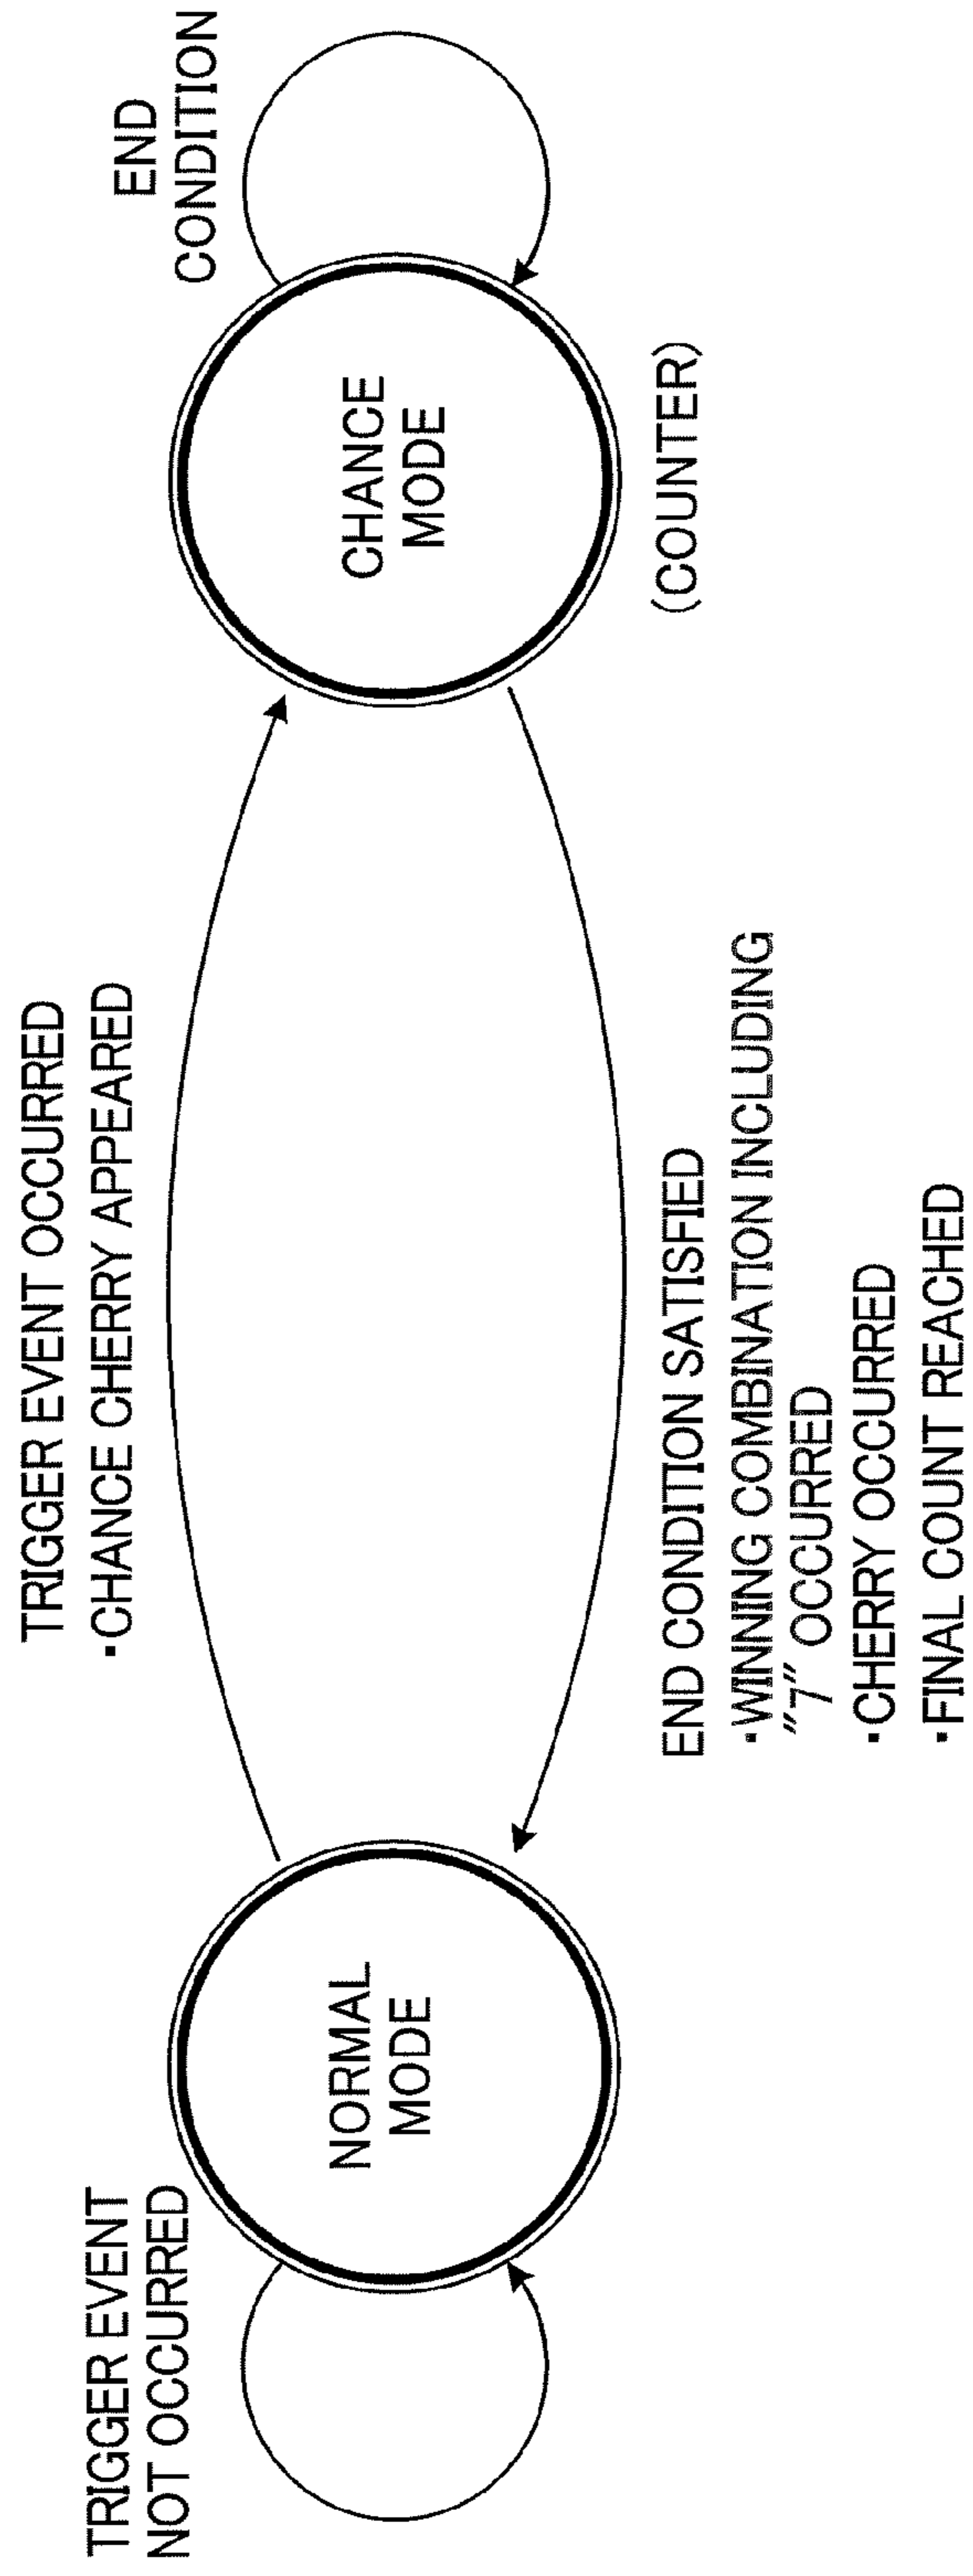 TRIGGER EVENT
NOT OCCURRED
NORMAL
MODE
TRIGGER EVENT OCCURRED
·CHANCE CHERRY APPEARED
END CONDITION SATISFIED
·WINNING COMBINATION INCLUDING
"7" OCCURRED
·CHERRY OCCURRED
·FINAL COUNT REACHED
CHANCE
MODE
(COUNTER)
END
CONDITION